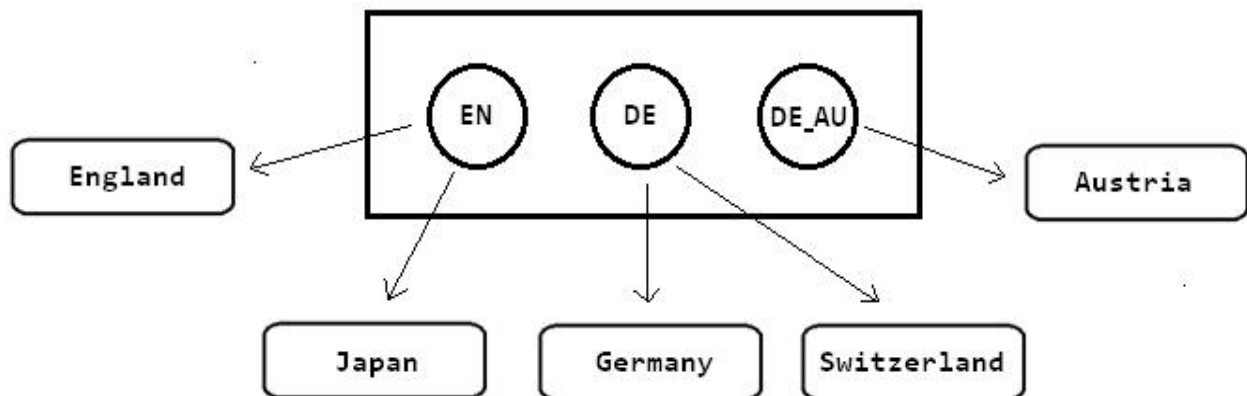 EN
DE
DE_AU
England
Austria
Japan
Germany
Switzerland